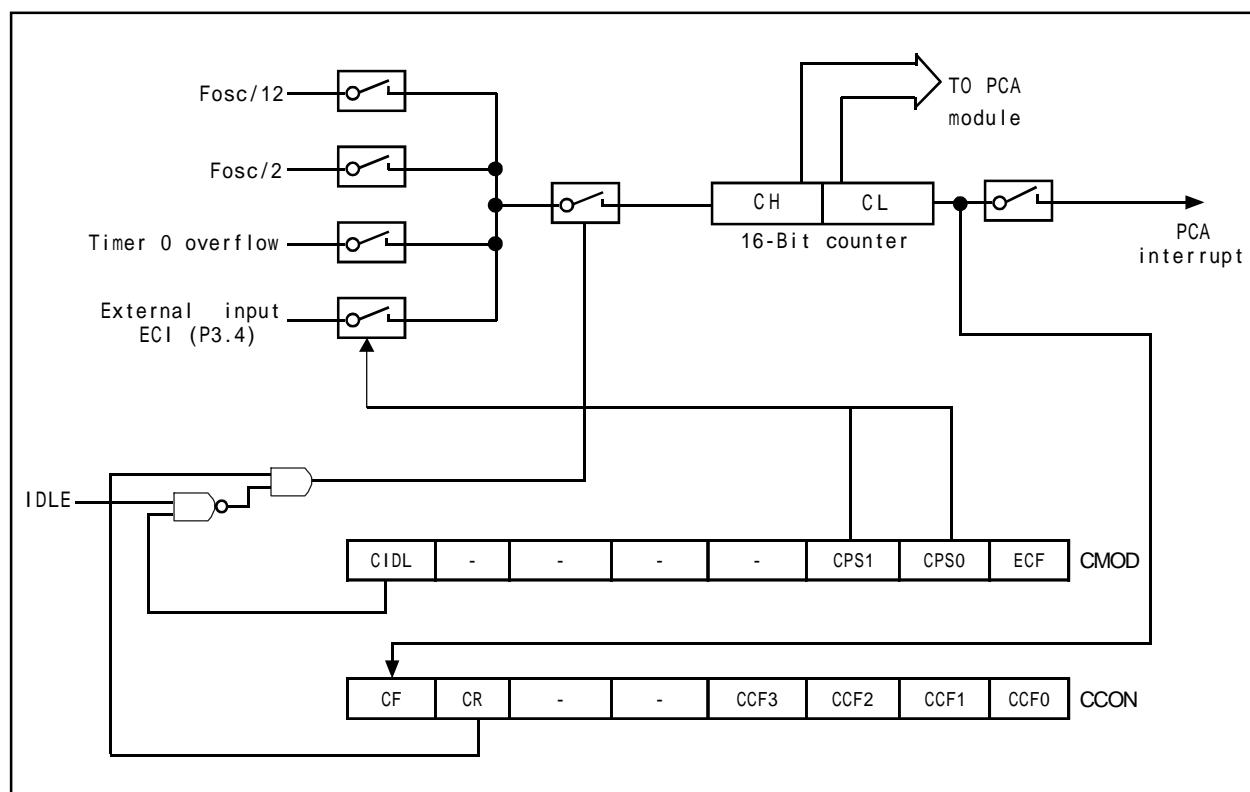 Fosc/12
Fosc/2
Timer 0 overflow
External input
ECI (P3.4)
CH CL
16-Bit counter
TO PCA
module
PCA
interrupt
IDLE
CIDL - - - - CPS1 CPS0 ECF CMOD
CF CR - - CCF3 CCF2 CCF1 CCF0 CCON